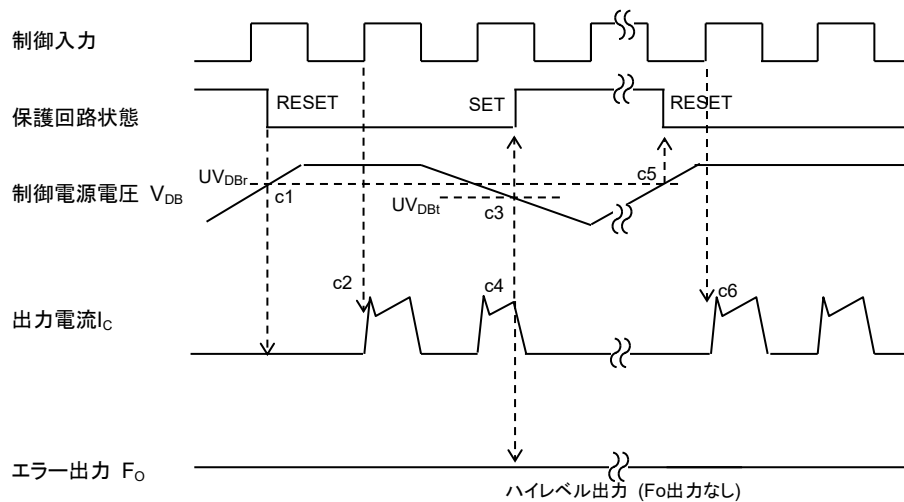 制御入力
保護回路状態
RESET
SET
RESET
制御電源電圧 VDB
UVDBr
c1
UVDBt
c3
c5
出力電流IC
c2
c4
c6
エラー出力 FO
ハイレベル出力 (Fo出力なし)